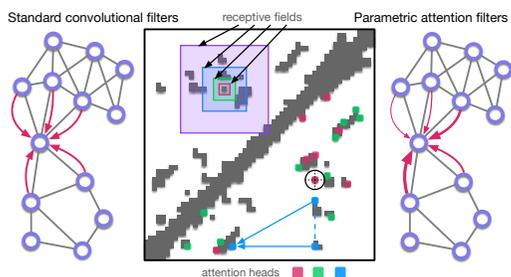 Standard convolutional filters
receptive fields
Parametric attention filters
attention heads